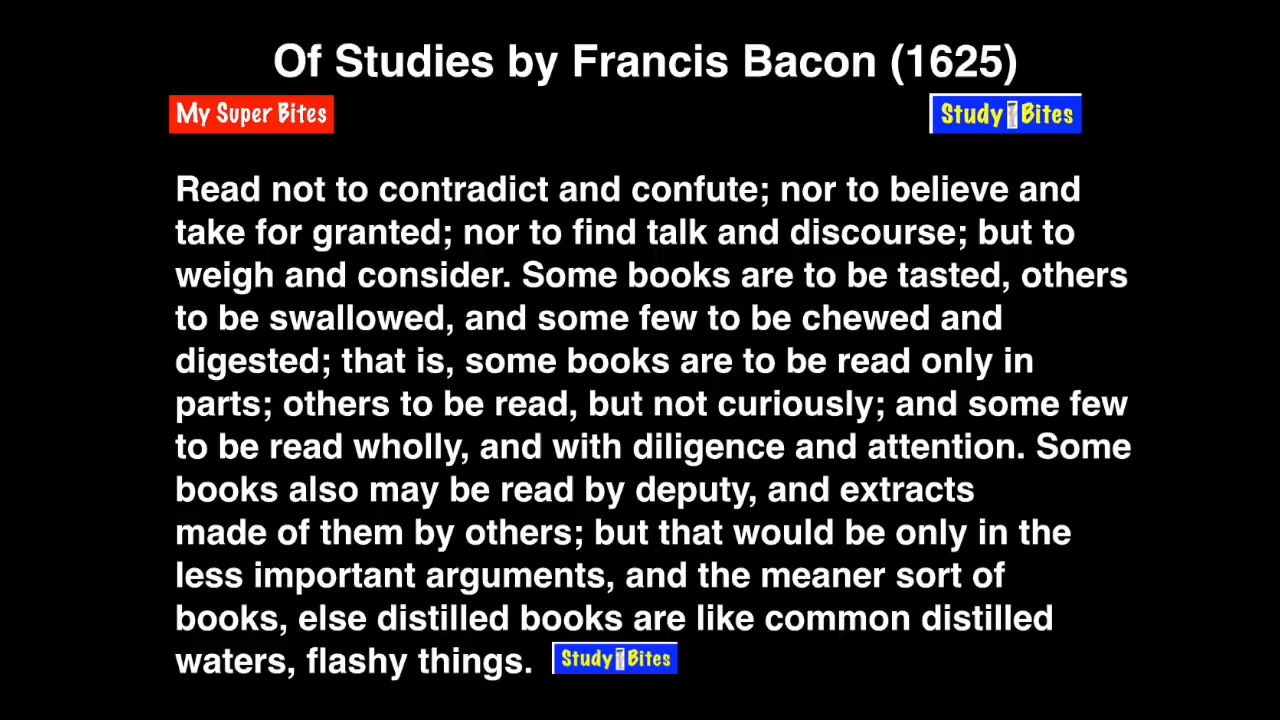 Of Studies by Francis Bacon (1625)
My Super Bites
Study Bites
Read not to contradict and confute; nor to believe and
take for granted; nor to find talk and discourse; but to
weigh and consider. Some books are to be tasted, others
to be swallowed, and some few to be chewed and
digested; that is, some books are to be read only in
parts; others to be read, but not curiously; and some few
to be read wholly, and with diligence and attention. Some
books also may be read by deputy, and extracts
made of them by others; but that would be only in the
less important arguments, and the meaner sort of
books, else distilled books are like common distilled
waters, flashy things.
Study Bites